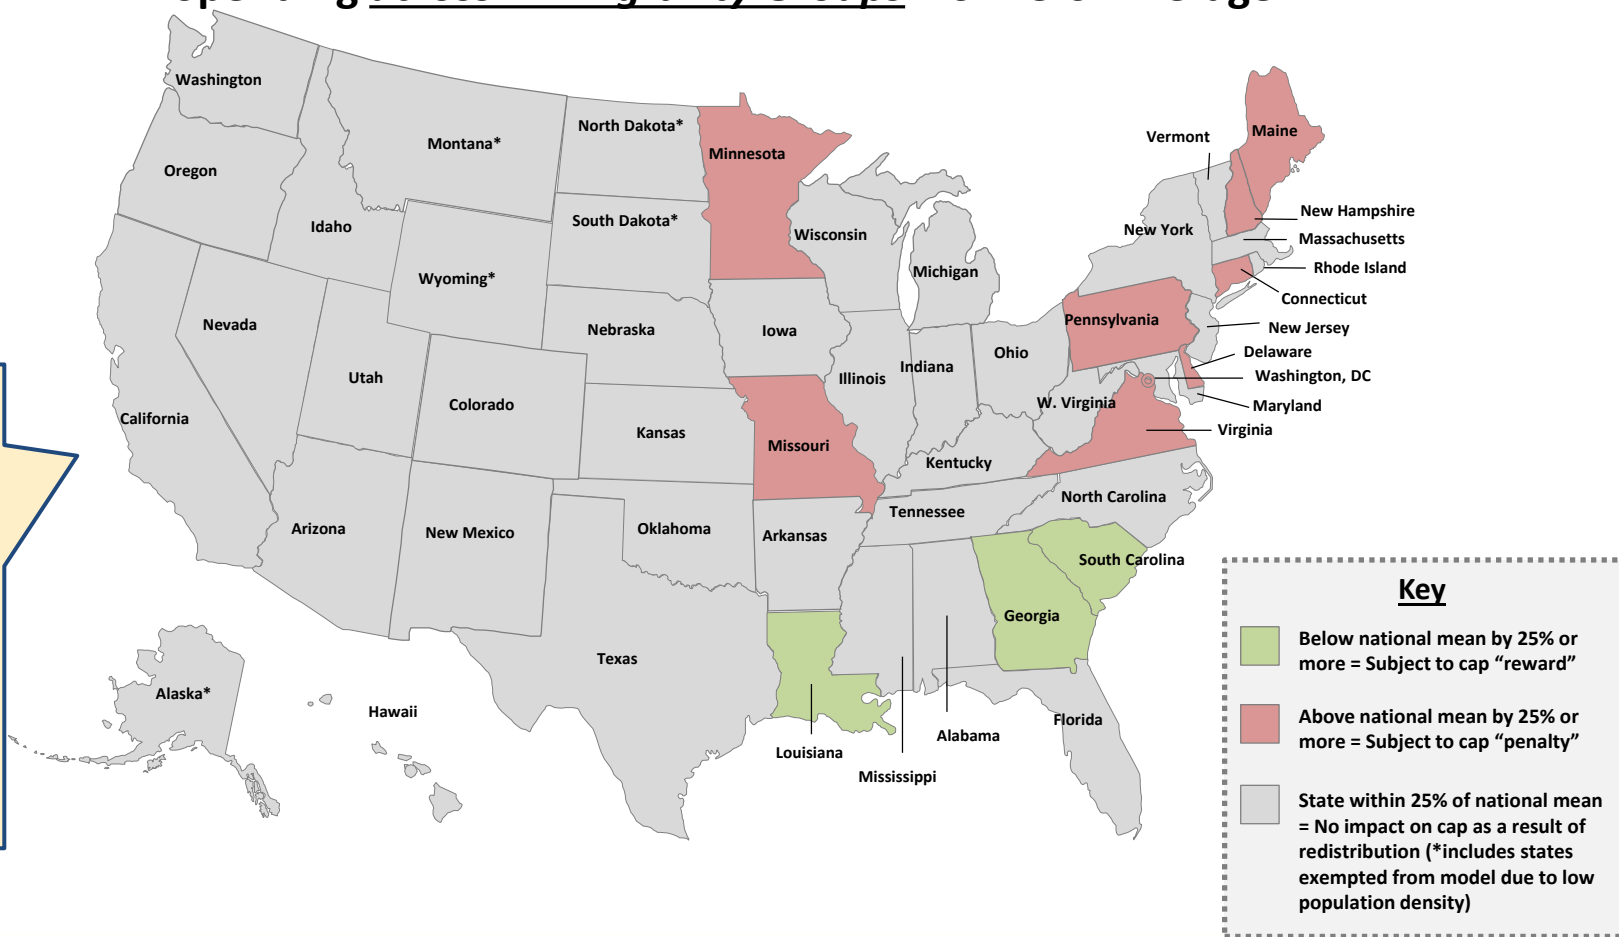 Washington
Montana*
North Dakota*
Minnesota
Vermont
Maine
Oregon
Idaho
South Dakota*
Wisconsin
New York
New Hampshire
Massachusetts
Wyoming*
Michigan
Rhode Island
Connecticut
Nevada
Nebraska
Iowa
Pennsylvania
New Jersey
Utah
Colorado
Illinois
Indiana
Ohio
Delaware
Washington, DC
California
Kansas
Missouri
W. Virginia
Maryland
Virginia
Kentucky
Arizona
New Mexico
Oklahoma
Arkansas
Tennessee
North Carolina
South Carolina
Georgia
Texas
Alaska*
Hawaii
Louisiana
Mississippi
Alabama
Florida
Key
Below national mean by 25% or
more = Subject to cap “reward”
Above national mean by 25% or
more = Subject to cap “penalty”
State within 25% of national mean
= No impact on cap as a result of
redistribution (*includes states
exempted from model due to low
population density)